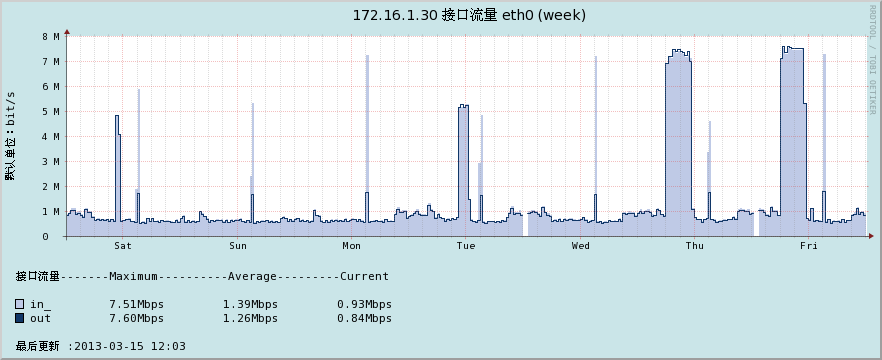 172.16.1.30 接口流量 eth0 (week)
RRDTOOL / TOBI OETIKER
默认单位：bit/s
8 M
7 M
6 M
5 M
4 M
3 M
2 M
1 M
0
Sat Sun Mon Tue Wed Thu Fri
接口流量-------Maximum----------Average---------Current
in_ 7.51Mbps 1.39Mbps 0.93Mbps
out 7.60Mbps 1.26Mbps 0.84Mbps
最后更新 :2013-03-15 12:03